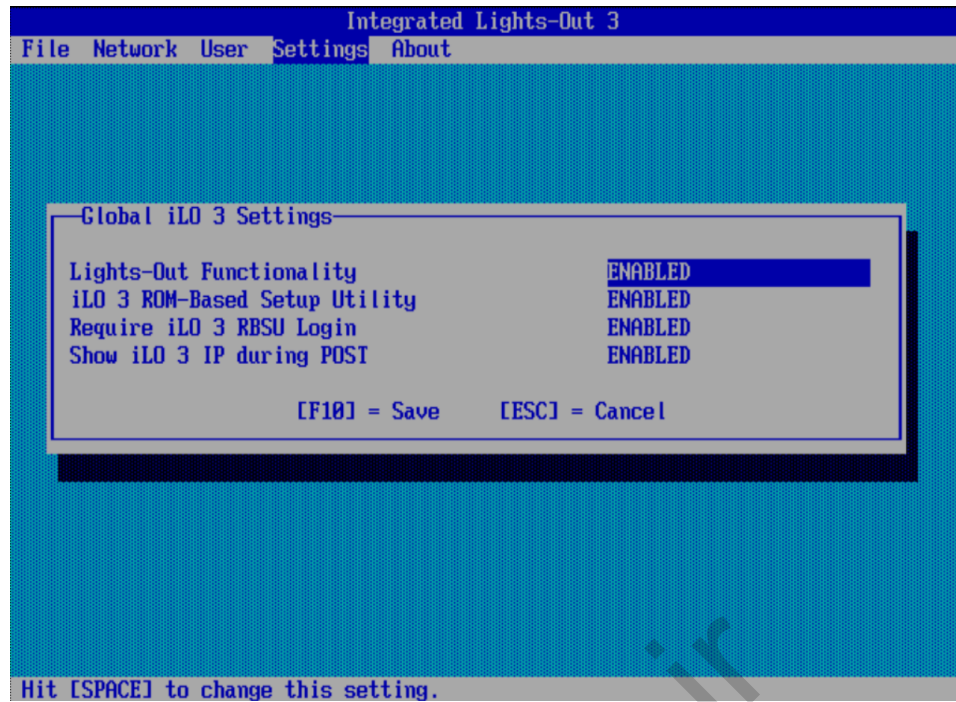 Integrated Lights-Out 3
File Network User Settings About
Global iLO 3 Settings
Lights-Out Functionality ENABLED
iLO 3 ROM-Based Setup Utility ENABLED
Require iLO 3 RBSU Login ENABLED
Show iLO 3 IP during POST ENABLED
[F10] = Save [ESC] = Cancel
Hit [SPACE] to change this setting.
ir